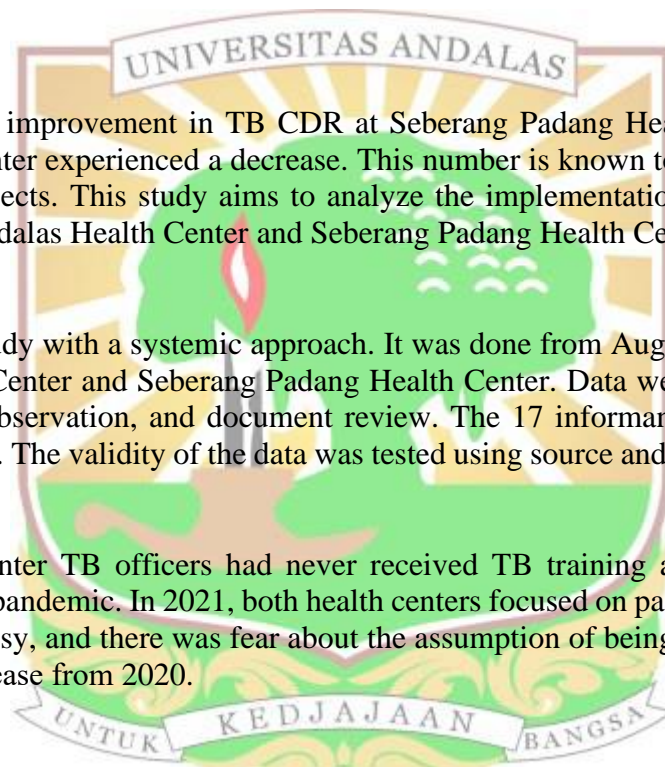 UNIVERSITAS ANDALAS
improvement in TB CDR at Seberang Padang Hea
nter experienced a decrease. This number is known to
ects. This study aims to analyze the implementatio
dalas Health Center and Seberang Padang Health Ce
dy with a systemic approach. It was done from Aug
Center and Seberang Padang Health Center. Data we
bservation, and document review. The 17 informan
. The validity of the data was tested using source and
nter TB officers had never received TB training a
pandemic. In 2021, both health centers focused on pa
sy, and there was fear about the assumption of being
ease from 2020.
UNTUK KEDJAJAAN BANGSA